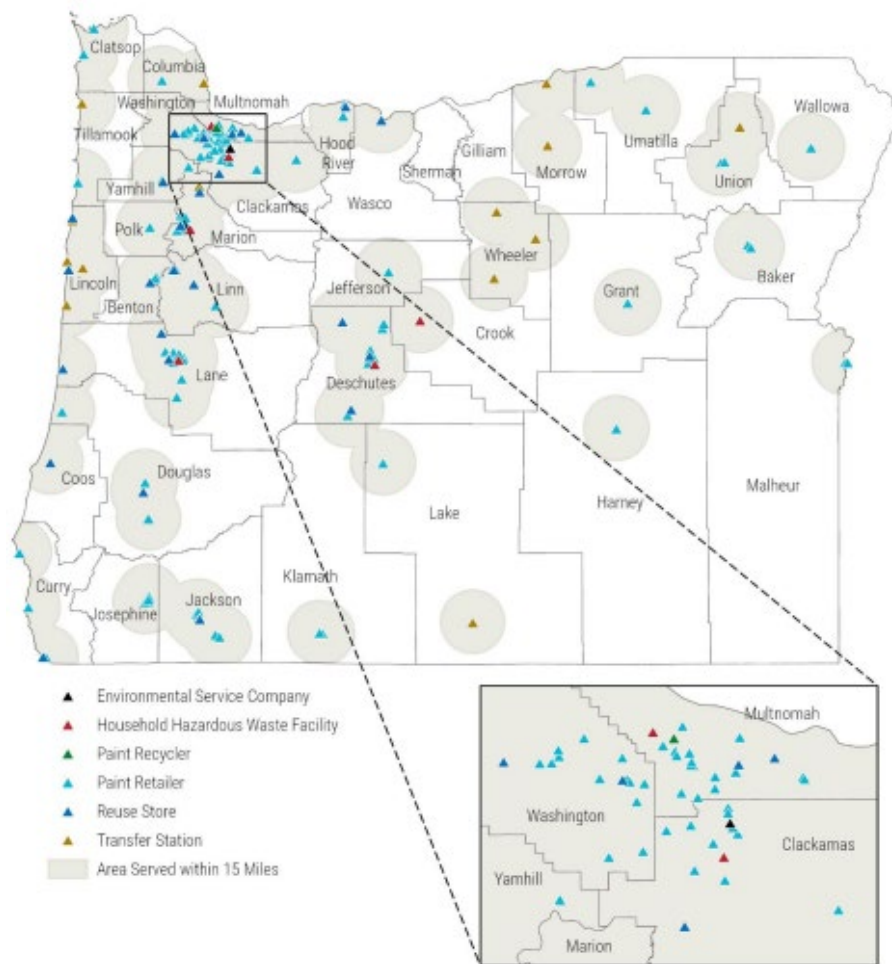 Clatsop
Columbia
Washington
Multnomah
Tillamook
Hood
River
Umatilla
Wallowa
Gilliam
Morrow
Union
Yamhill
Sherman
Clackamas
Wasco
Polk
Marion
Wheeler
Lincoln
Linn
Jefferson
Baker
Benton
Grant
Crook
Lane
Deschutes
Coos
Douglas
Malheur
Harney
Lake
Curry
Klamath
Josephine
Jackson
Environmental Service Company
Household Hazardous Waste Facility
Paint Recycler
Paint Retailer
Reuse Store
Transfer Station
Area Served within 15 Miles
Multnomah
Washington
Clackamas
Yamhill
Marion